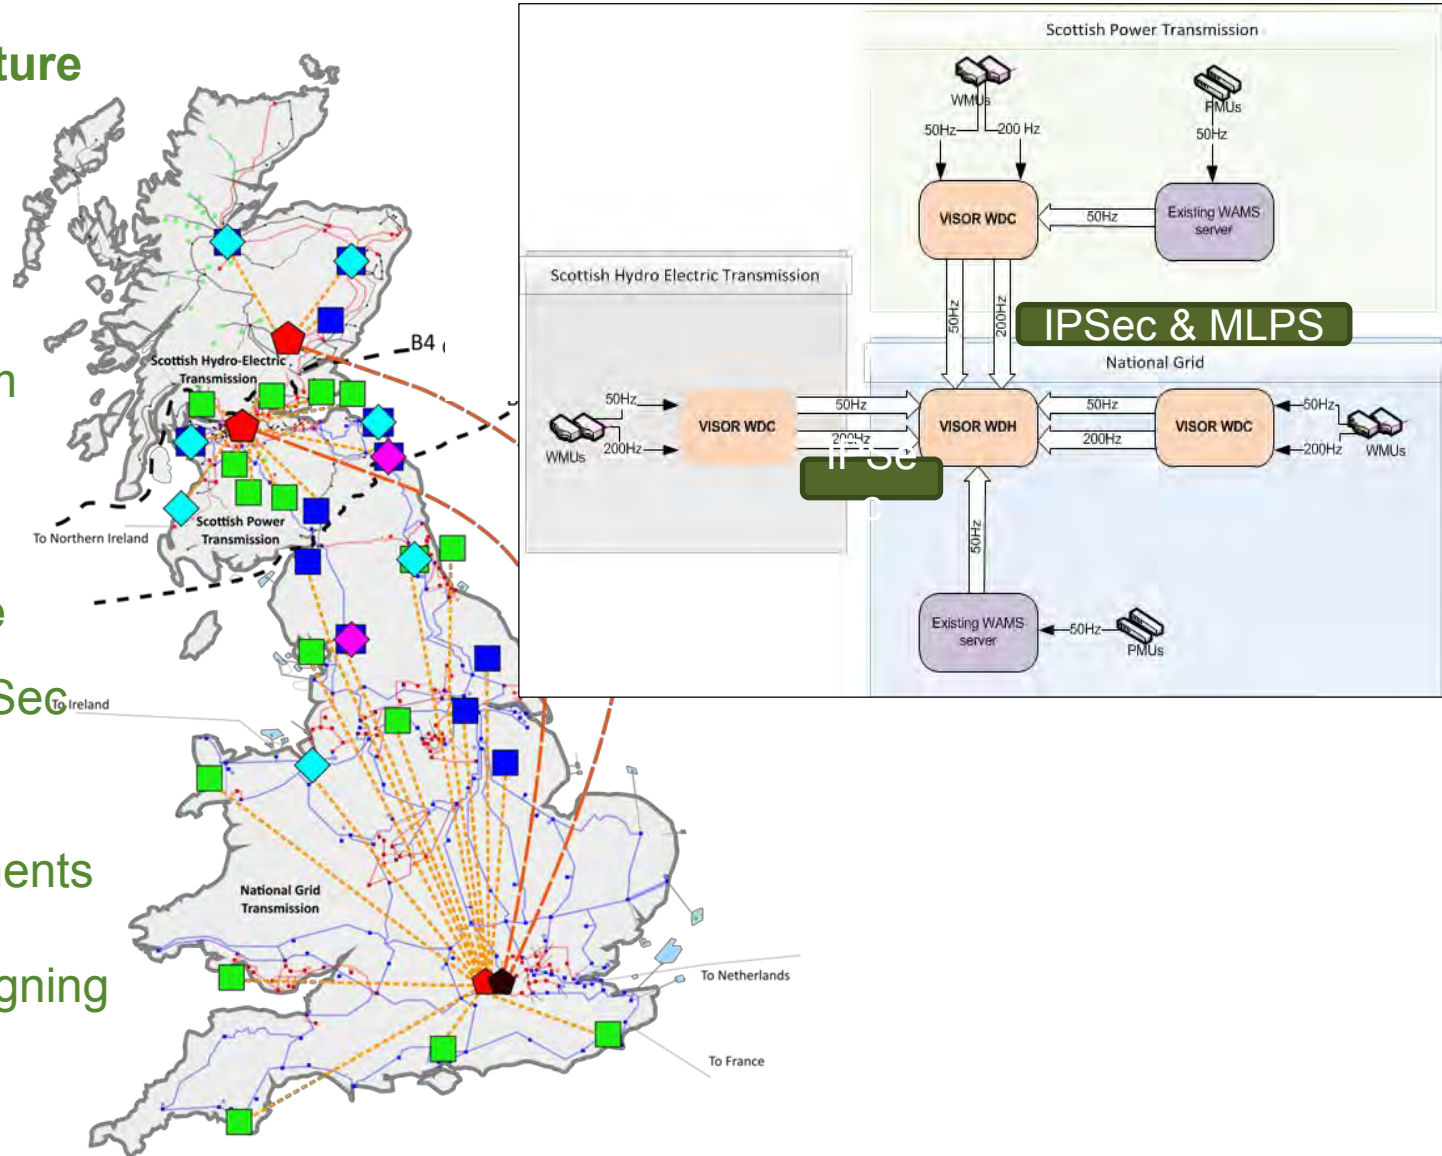 ture
m
e
Sec
ents
gning
B4
Scottish Hydro-Electric
Transmission
Scottish Power
Transmission
To Northern Ireland
To Ireland
National Grid
Transmission
To Netherlands
To France
Scottish Power Transmission
WMUs
PMUs
50Hz
200 Hz
50Hz
VISOR WDC
50Hz
Existing WAMS
server
50Hz
200Hz
IPSec & MLPS
Scottish Hydro Electric Transmission
National Grid
WMUs
50Hz
200Hz
VISOR WDC
50Hz
200Hz
IPSe
c
VISOR WDH
50Hz
200Hz
VISOR WDC
50Hz
200Hz
WMUs
50Hz
Existing WAMS
server
50Hz
PMUs